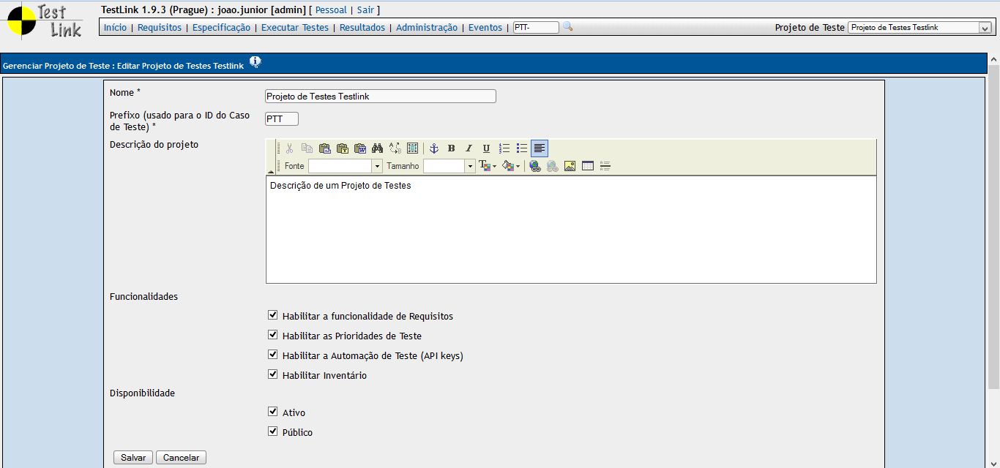 Test Link
TestLink 1.9.3 (Prague) : joao.junior [admin] [ Pessoal | Sair ]
Início | Requisitos | Especificação | Executar Testes | Resultados | Administração | Eventos | PTT-
Projeto de Teste Projeto de Testes Testlink
Gerenciar Projeto de Teste : Editar Projeto de Testes Testlink
Nome *
Projeto de Testes Testlink
Prefixo (usado para o ID do Caso
de Teste) *
PTT
Descrição do projeto
B I U
Fonte Tamanho
Descrição de um Projeto de Testes
Funcionalidades
Habilitar a funcionalidade de Requisitos
Habilitar as Prioridades de Teste
Habilitar a Automação de Teste (API keys)
Habilitar Inventário
Disponibilidade
Ativo
Público
Salvar Cancelar